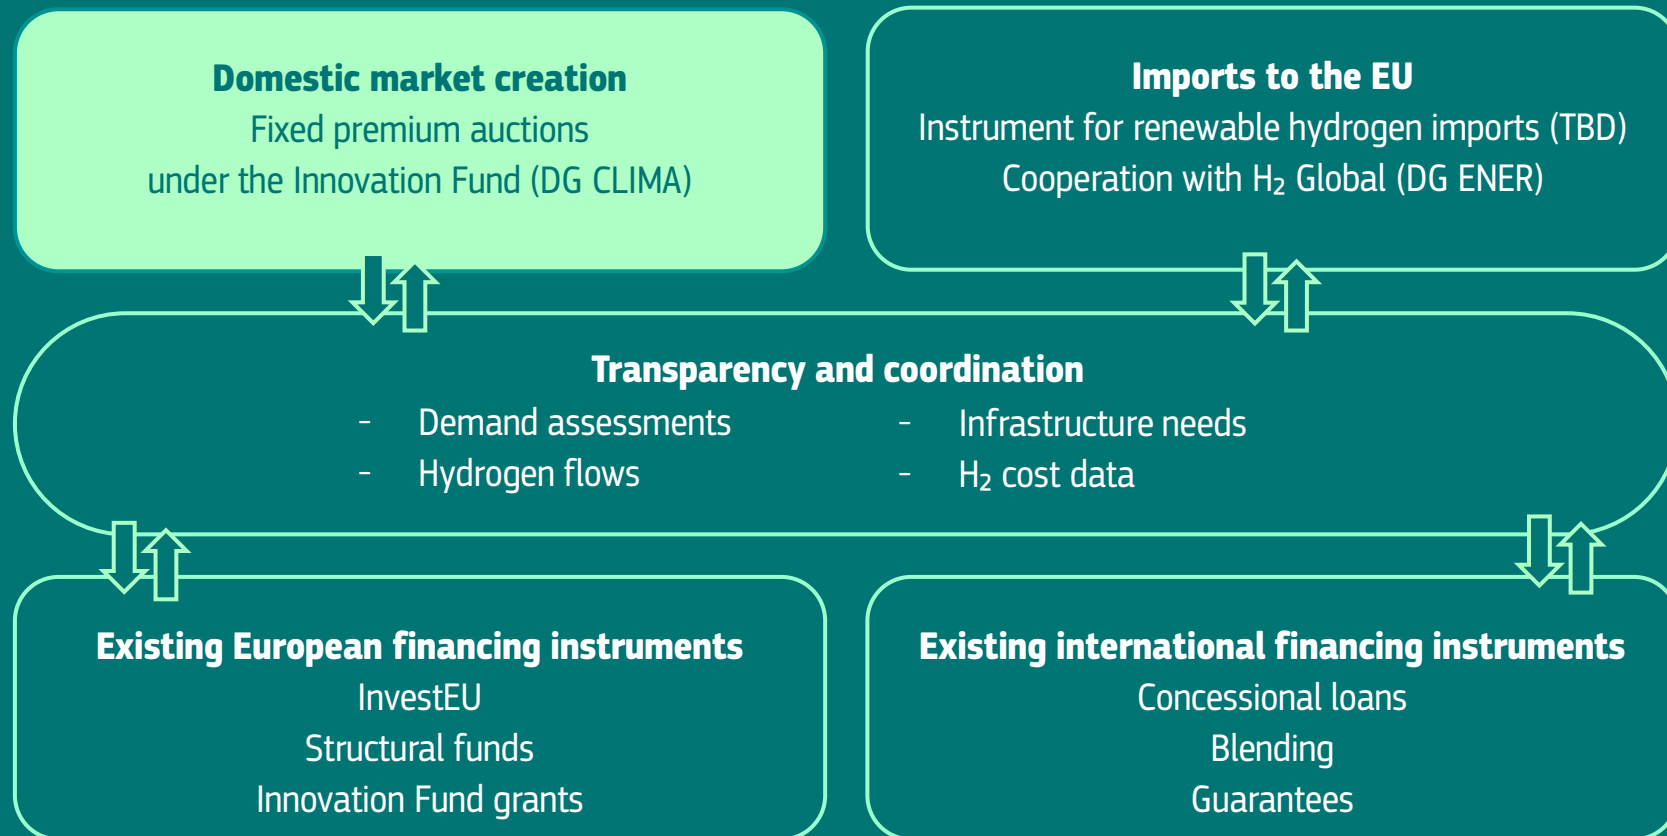 Domestic market creation
Fixed premium auctions
under the Innovation Fund (DG CLIMA)
Imports to the EU
Instrument for renewable hydrogen imports (TBD)
Cooperation with H₂ Global (DG ENER)
Transparency and coordination
- Demand assessments
- Hydrogen flows
- Infrastructure needs
- H₂ cost data
Existing European financing instruments
InvestEU
Structural funds
Innovation Fund grants
Existing international financing instruments
Concessional loans
Blending
Guarantees